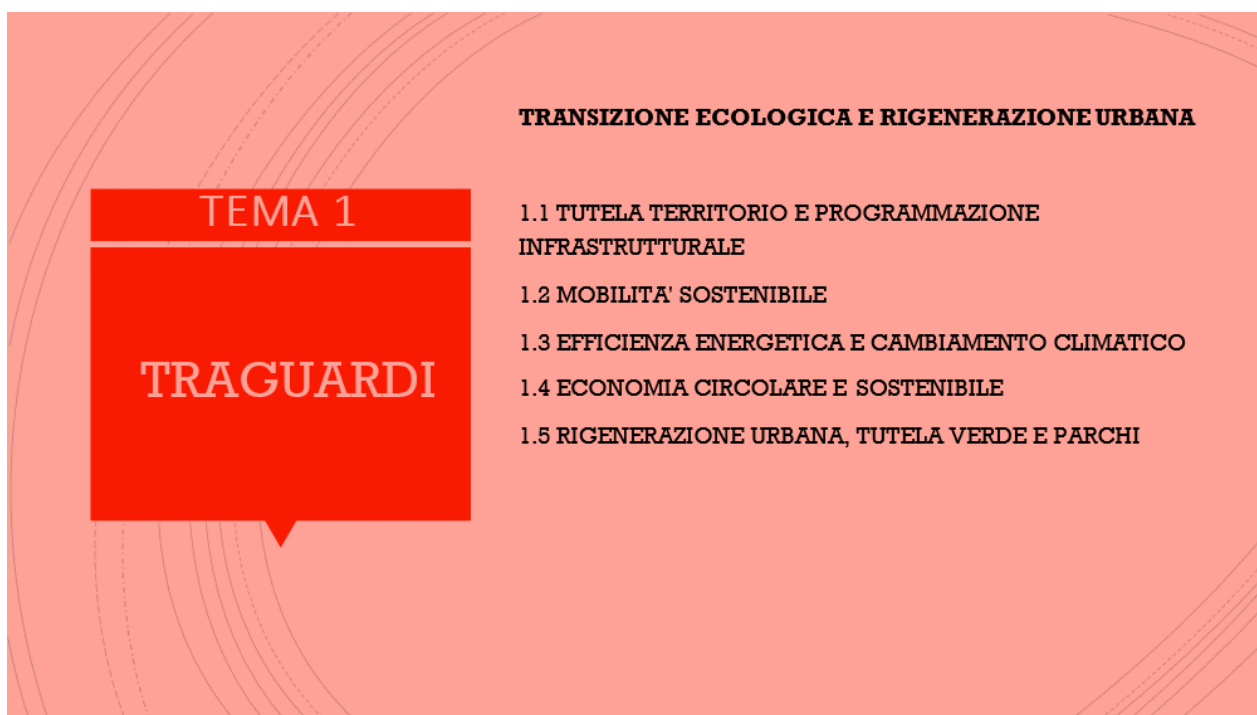 TRANSIZIONE ECOLOGICA E RIGENERAZIONE URBANA
TEMA 1
TRAGUARDI
1.1 TUTELA TERRITORIO E PROGRAMMAZIONE
INFRASTRUTTURALE
1.2 MOBILITA' SOSTENIBILE
1.3 EFFICIENZA ENERGETICA E CAMBIAMENTO CLIMATICO
1.4 ECONOMIA CIRCOLARE E SOSTENIBILE
1.5 RIGENERAZIONE URBANA, TUTELA VERDE E PARCHI